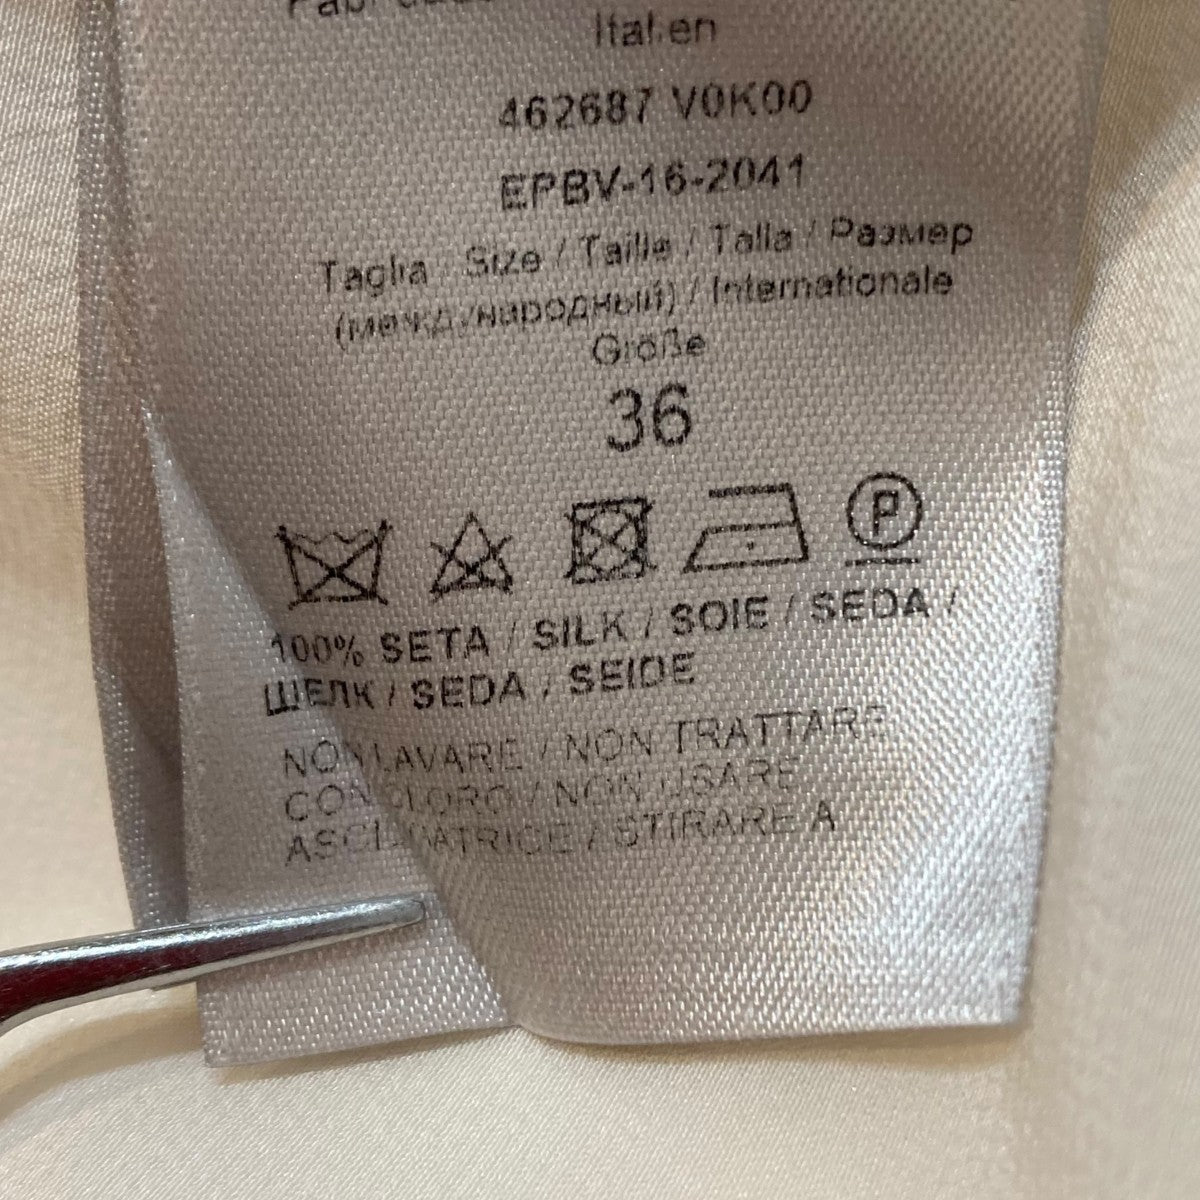 Italien
462687 V0K00
EPBV-16-2041
Taglia / Size / Taille / Talla / Размер
(международный) / Internationale
Größe
36
P
100% SETA / SILK / SOIE / SEDA /
ШЕЛК / SEDA / SEIDE
NON LAVARE / NON TRATTARE
CON CLORO / NON USARE
ASCIUGATRICE / STIRARE A